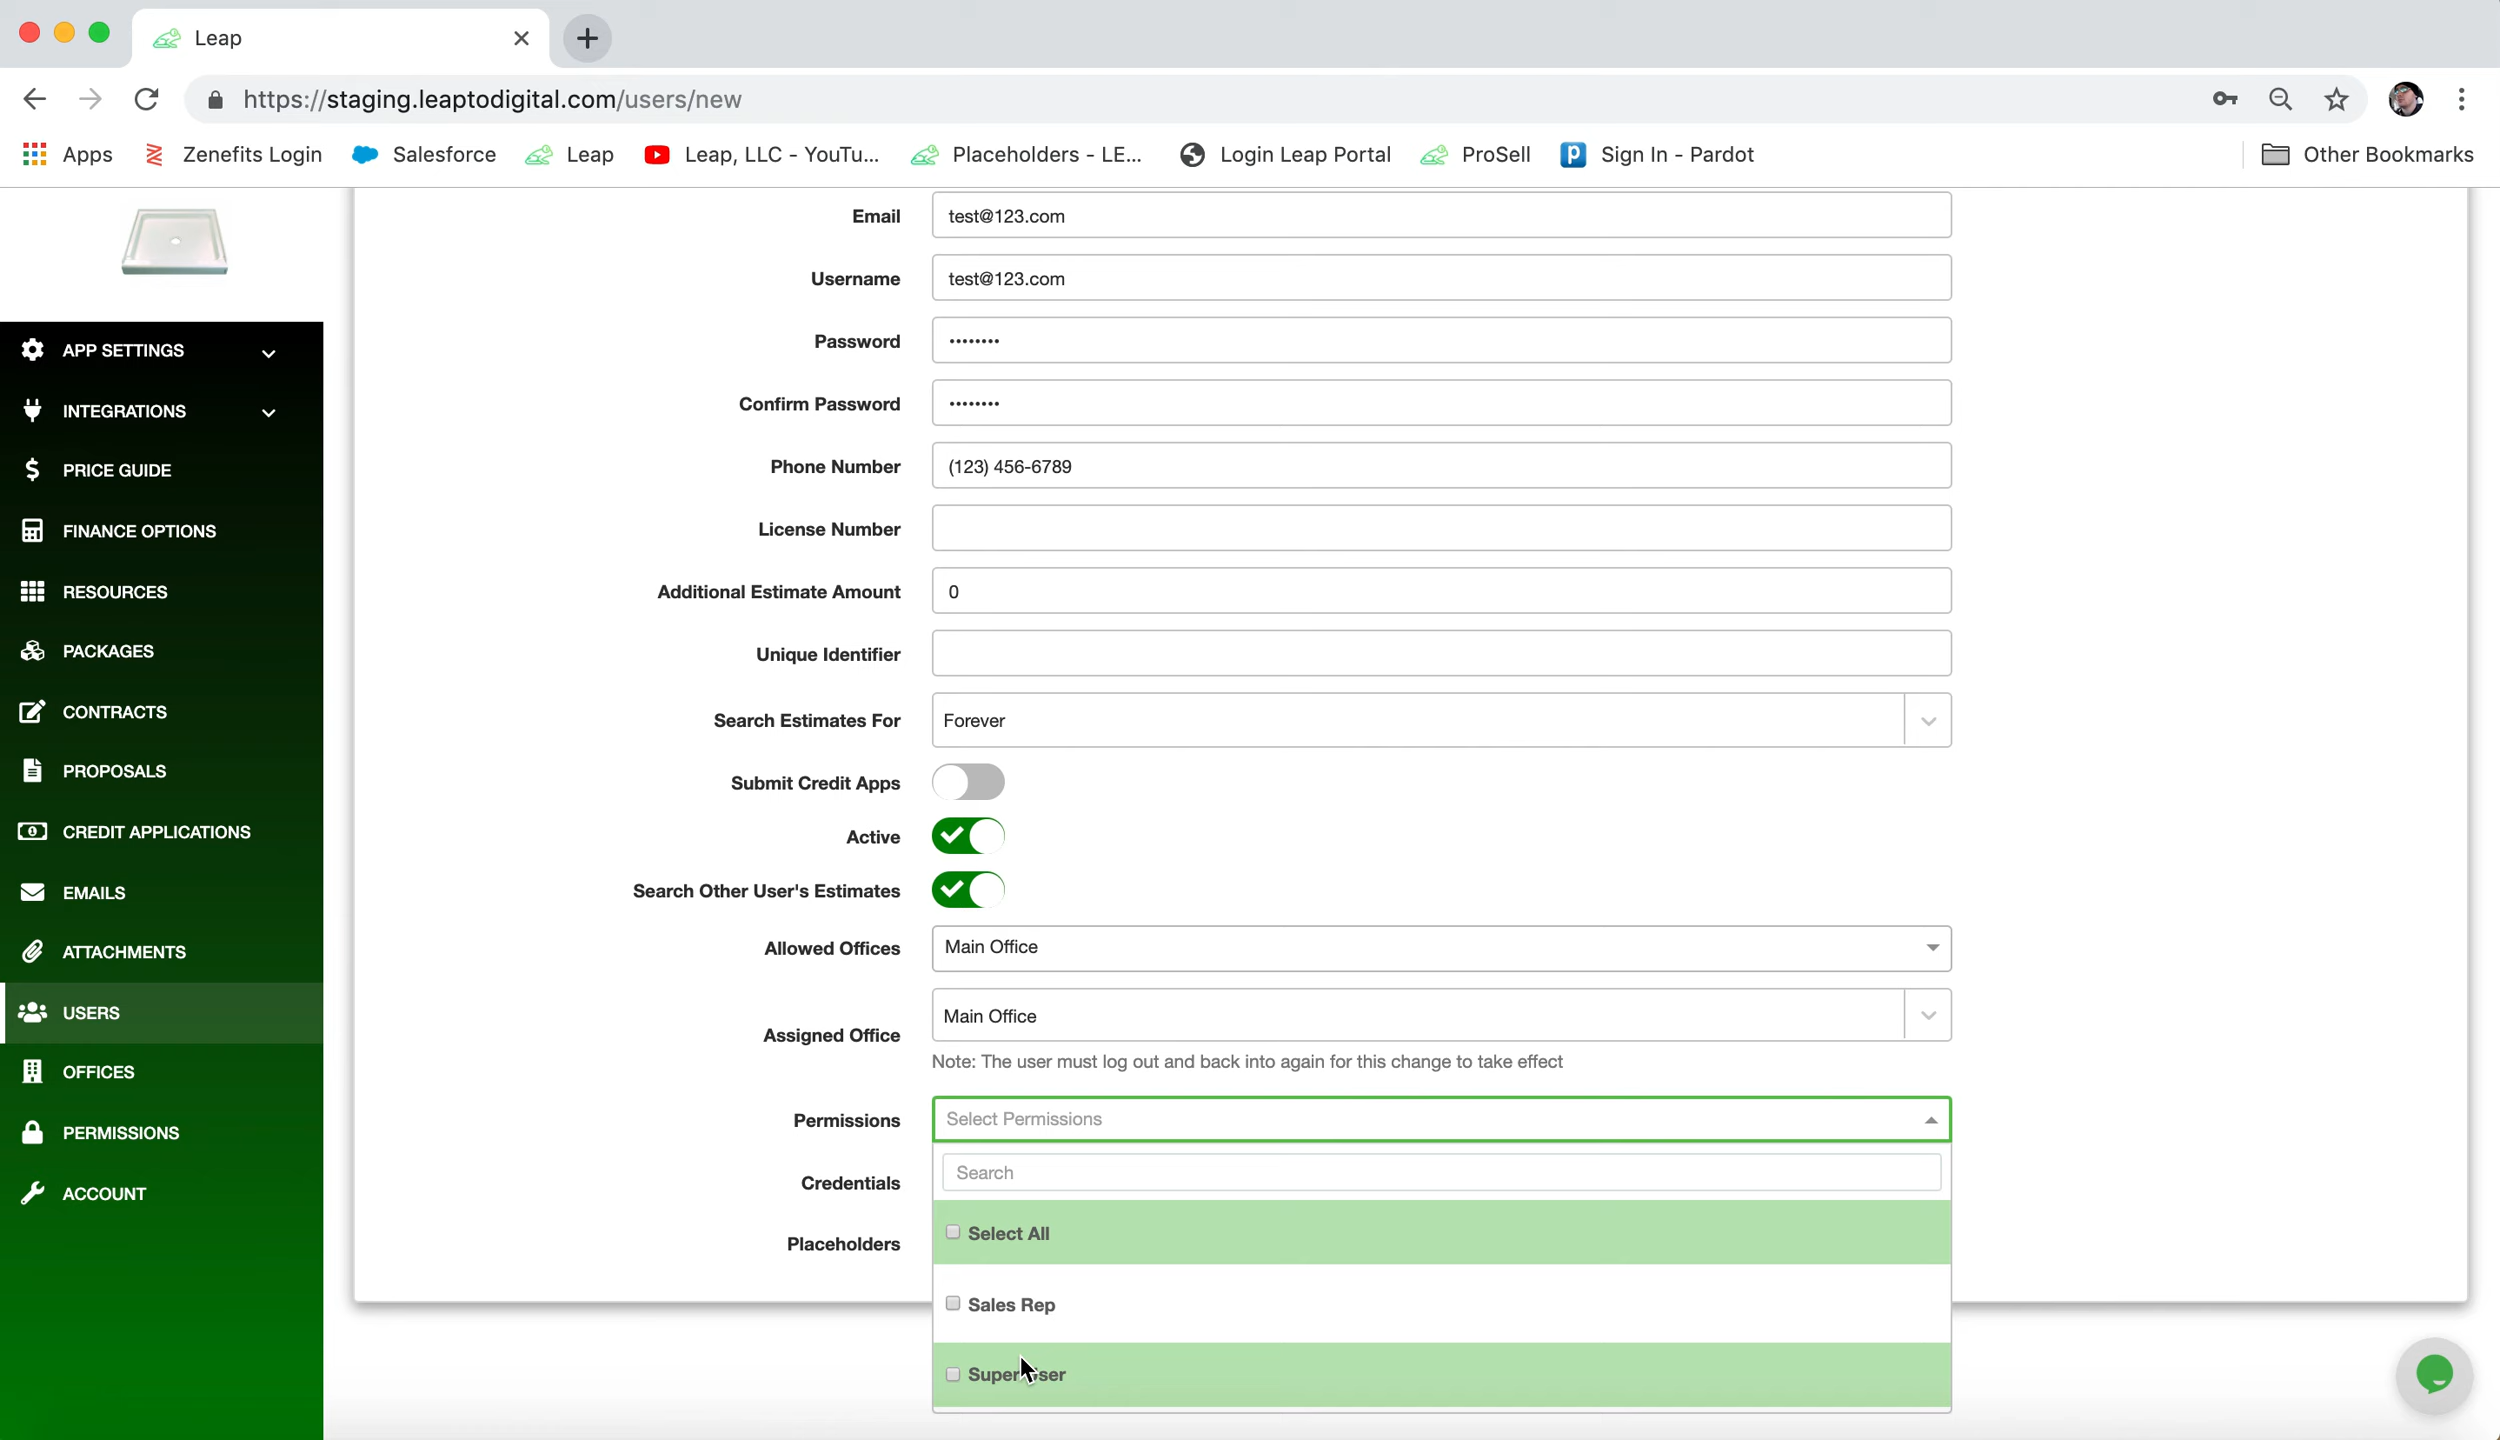 Leap
https://staging.leaptodigital.com/users/new
Apps
Zenefits Login
Salesforce
Leap
Leap, LLC - YouTu...
Placeholders - LE...
Login Leap Portal
ProSell
Sign In - Pardot
Other Bookmarks
APP SETTINGS
INTEGRATIONS
PRICE GUIDE
FINANCE OPTIONS
RESOURCES
PACKAGES
CONTRACTS
PROPOSALS
CREDIT APPLICATIONS
EMAILS
ATTACHMENTS
USERS
OFFICES
PERMISSIONS
ACCOUNT
Email test@123.com
Username test@123.com
Password ••••••••
Confirm Password ••••••••
Phone Number (123) 456-6789
License Number
Additional Estimate Amount 0
Unique Identifier
Search Estimates For Forever
Submit Credit Apps
Active
Search Other User's Estimates
Allowed Offices Main Office
Assigned Office Main Office
Note: The user must log out and back into again for this change to take effect
Permissions Select Permissions
Search
Credentials
Select All
Placeholders
Sales Rep
Super User